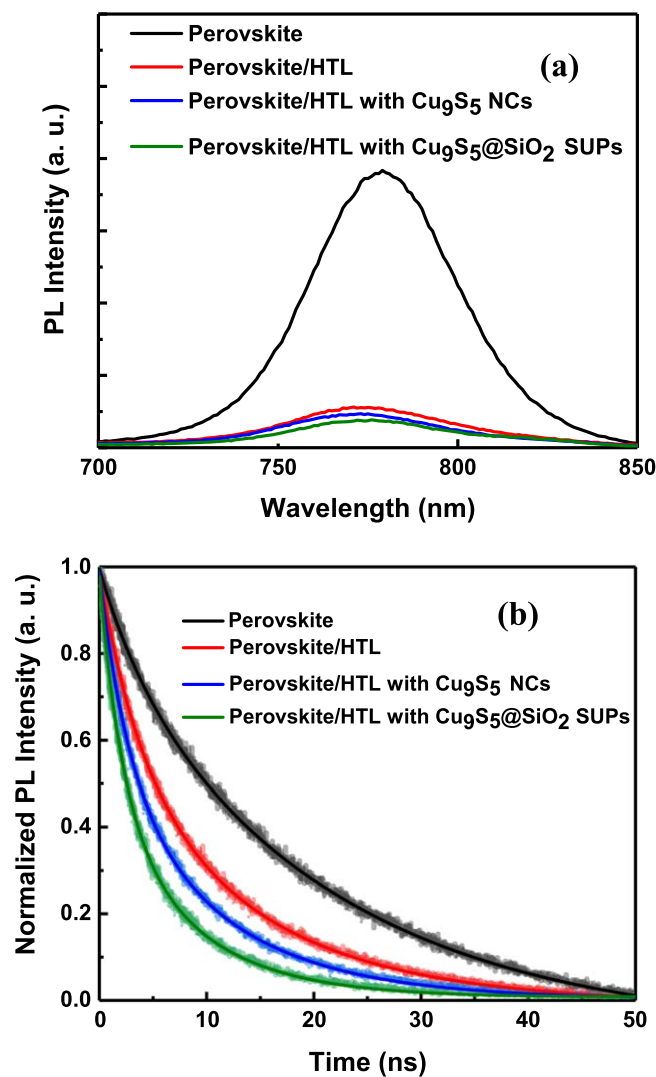 Perovskite
Perovskite/HTL
Perovskite/HTL with Cu9S5 NCs
Perovskite/HTL with Cu9S5@SiO2 SUPs
(a)
PL Intensity (a. u.)
700
750
800
850
Wavelength (nm)
1.0
0.8
0.6
0.4
0.2
0.0
Perovskite
Perovskite/HTL
Perovskite/HTL with Cu9S5 NCs
Perovskite/HTL with Cu9S5@SiO2 SUPs
(b)
Normalized PL Intensity (a. u.)
0
10
20
30
40
50
Time (ns)